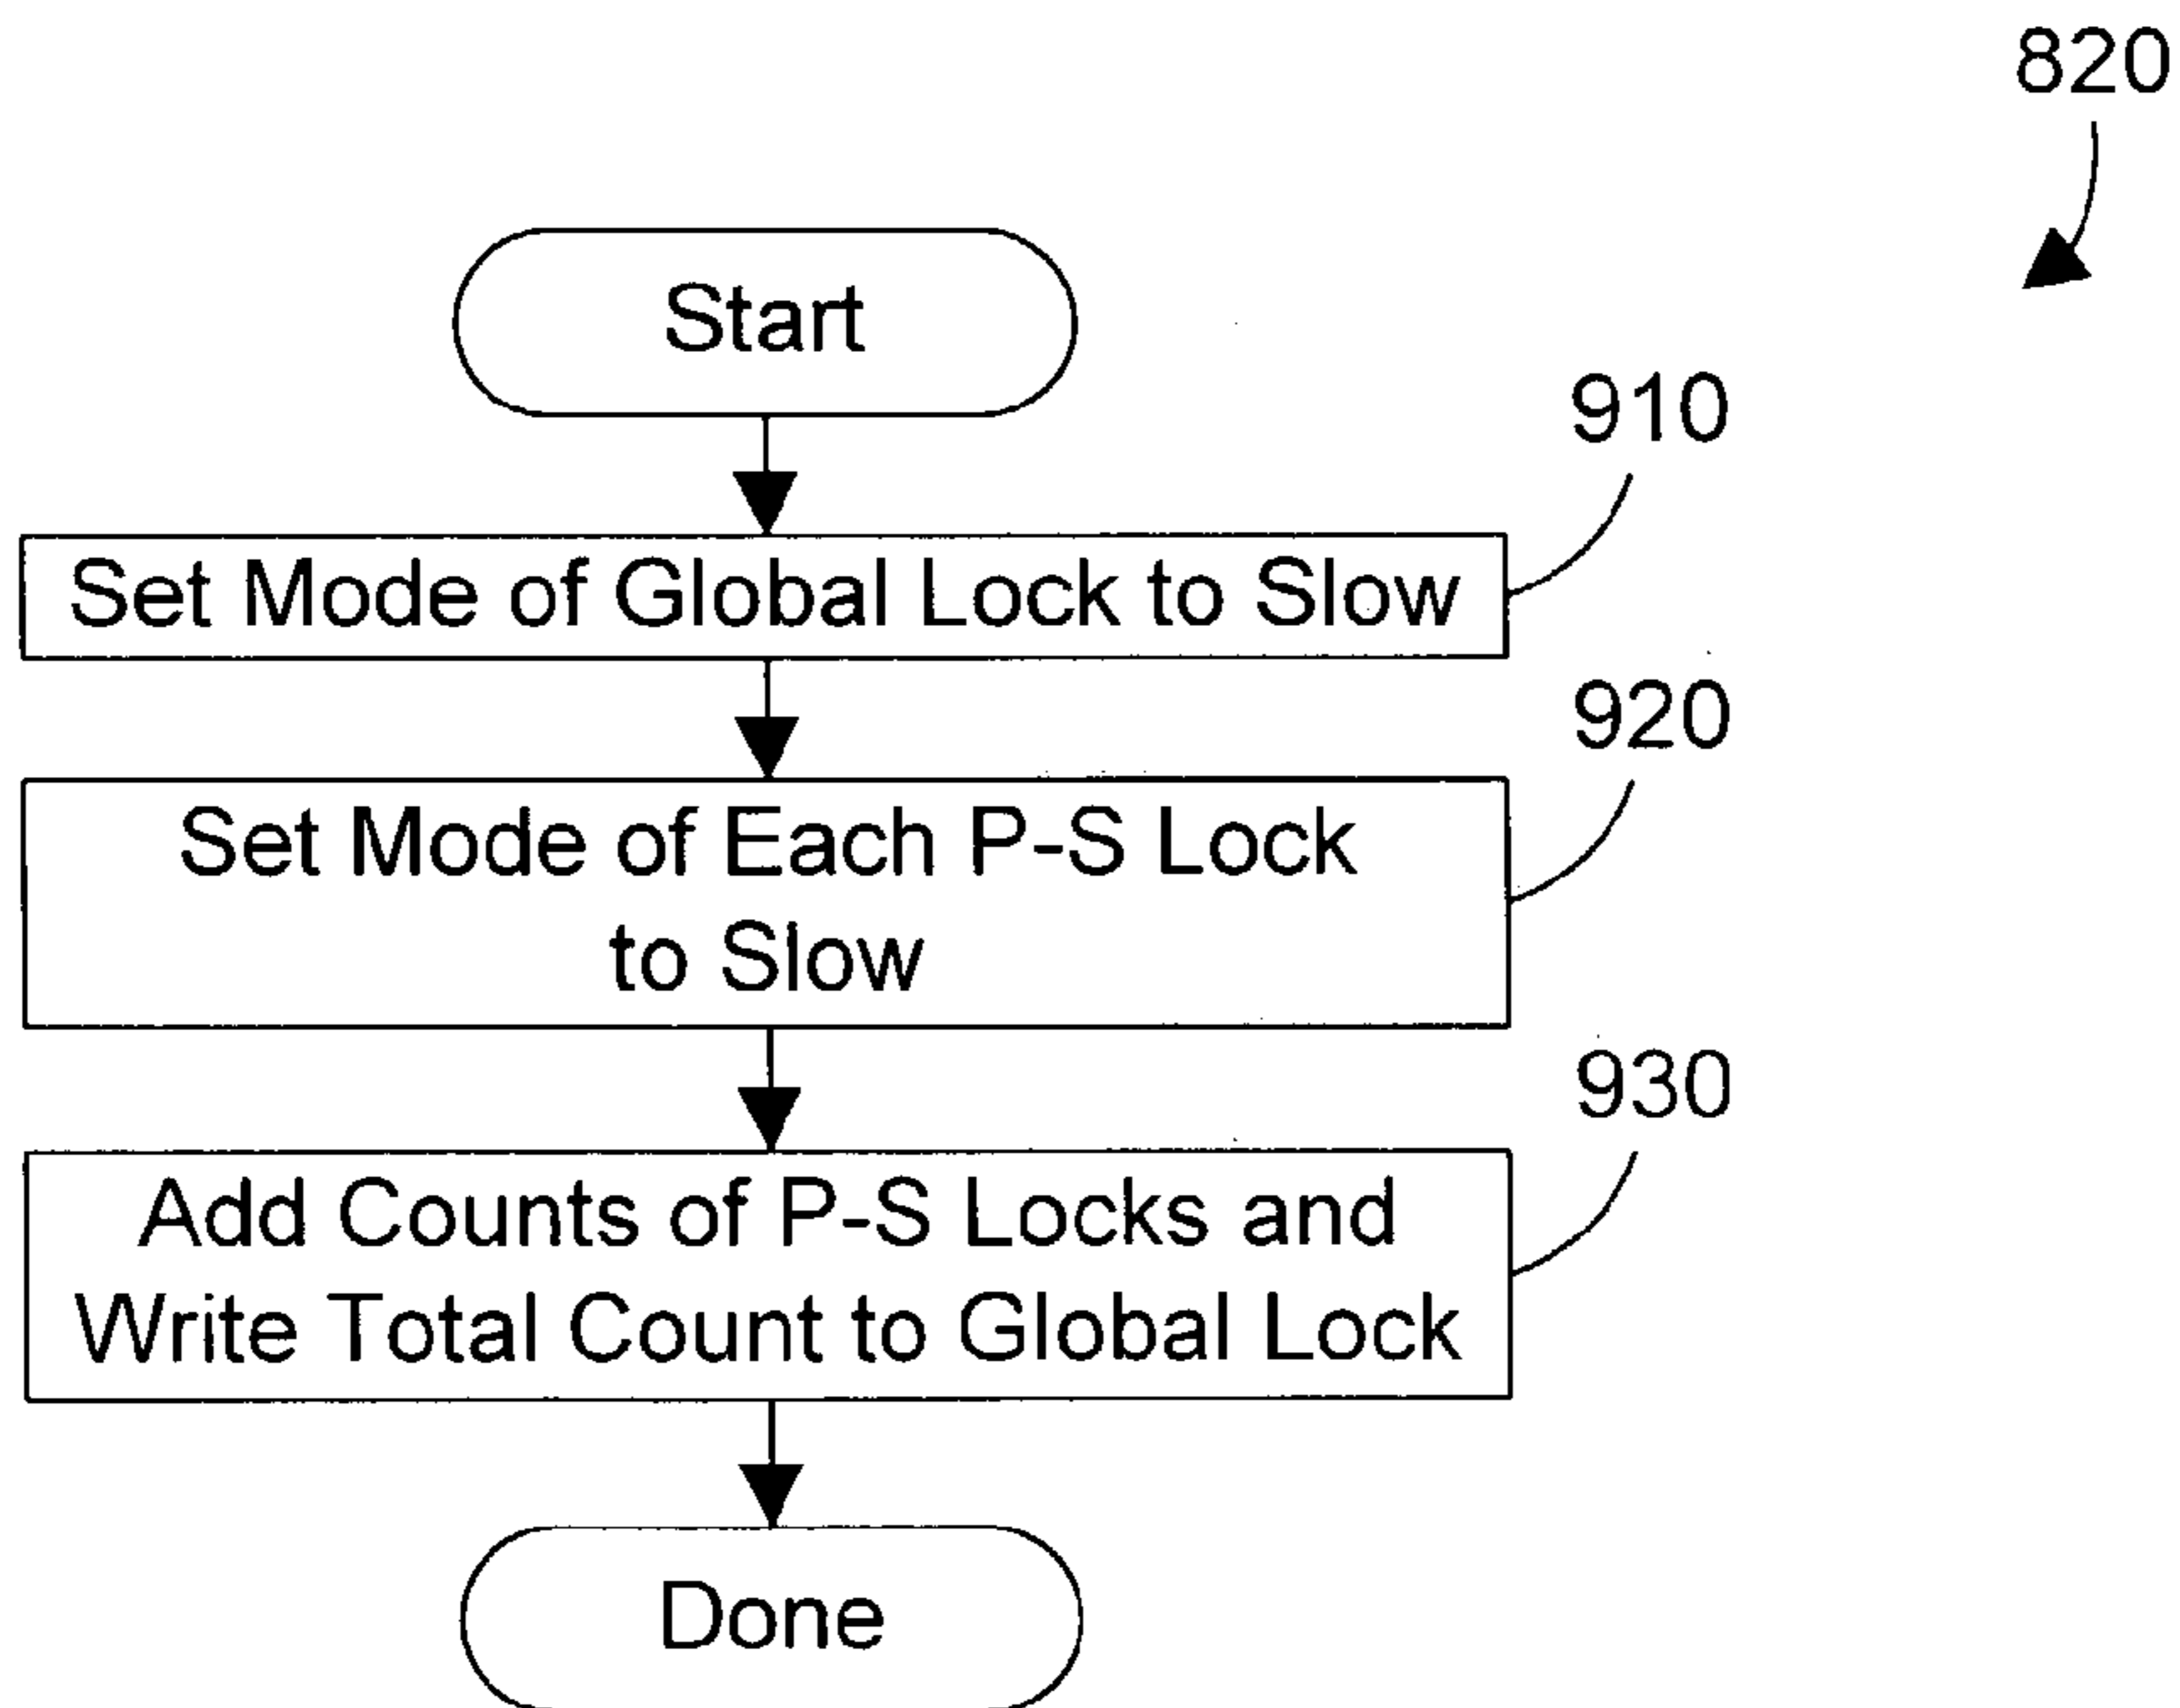 820
Start
910
Set Mode of Global Lock to Slow
920
Set Mode of Each P-S Lock
to Slow
930
Add Counts of P-S Locks and
Write Total Count to Global Lock
Done